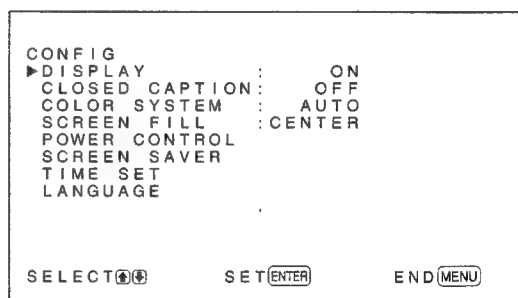 CONFIG
▶DISPLAY : ON
CLOSED CAPTION: OFF
COLOR SYSTEM : AUTO
SCREEN FILL :CENTER
POWER CONTROL
SCREEN SAVER
TIME SET
LANGUAGE
SELECT⬆⬇ SET ENTER END MENU